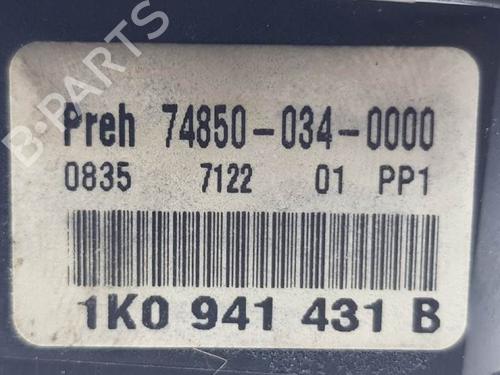 B-PARTS
Preh 74850-034-0000
0835 7122 01 PP1
1K0 941 431 B